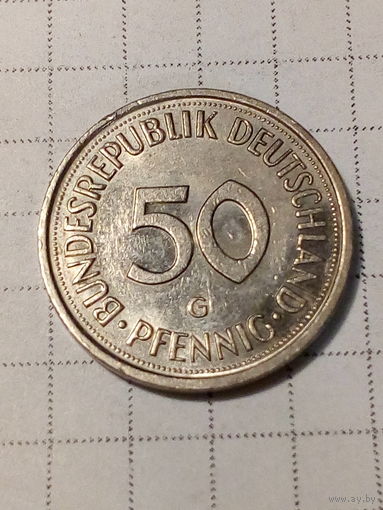 BUNDESREPUBLIK DEUTSCHLAND
50
G
· PFENNIG ·
www.ay.by